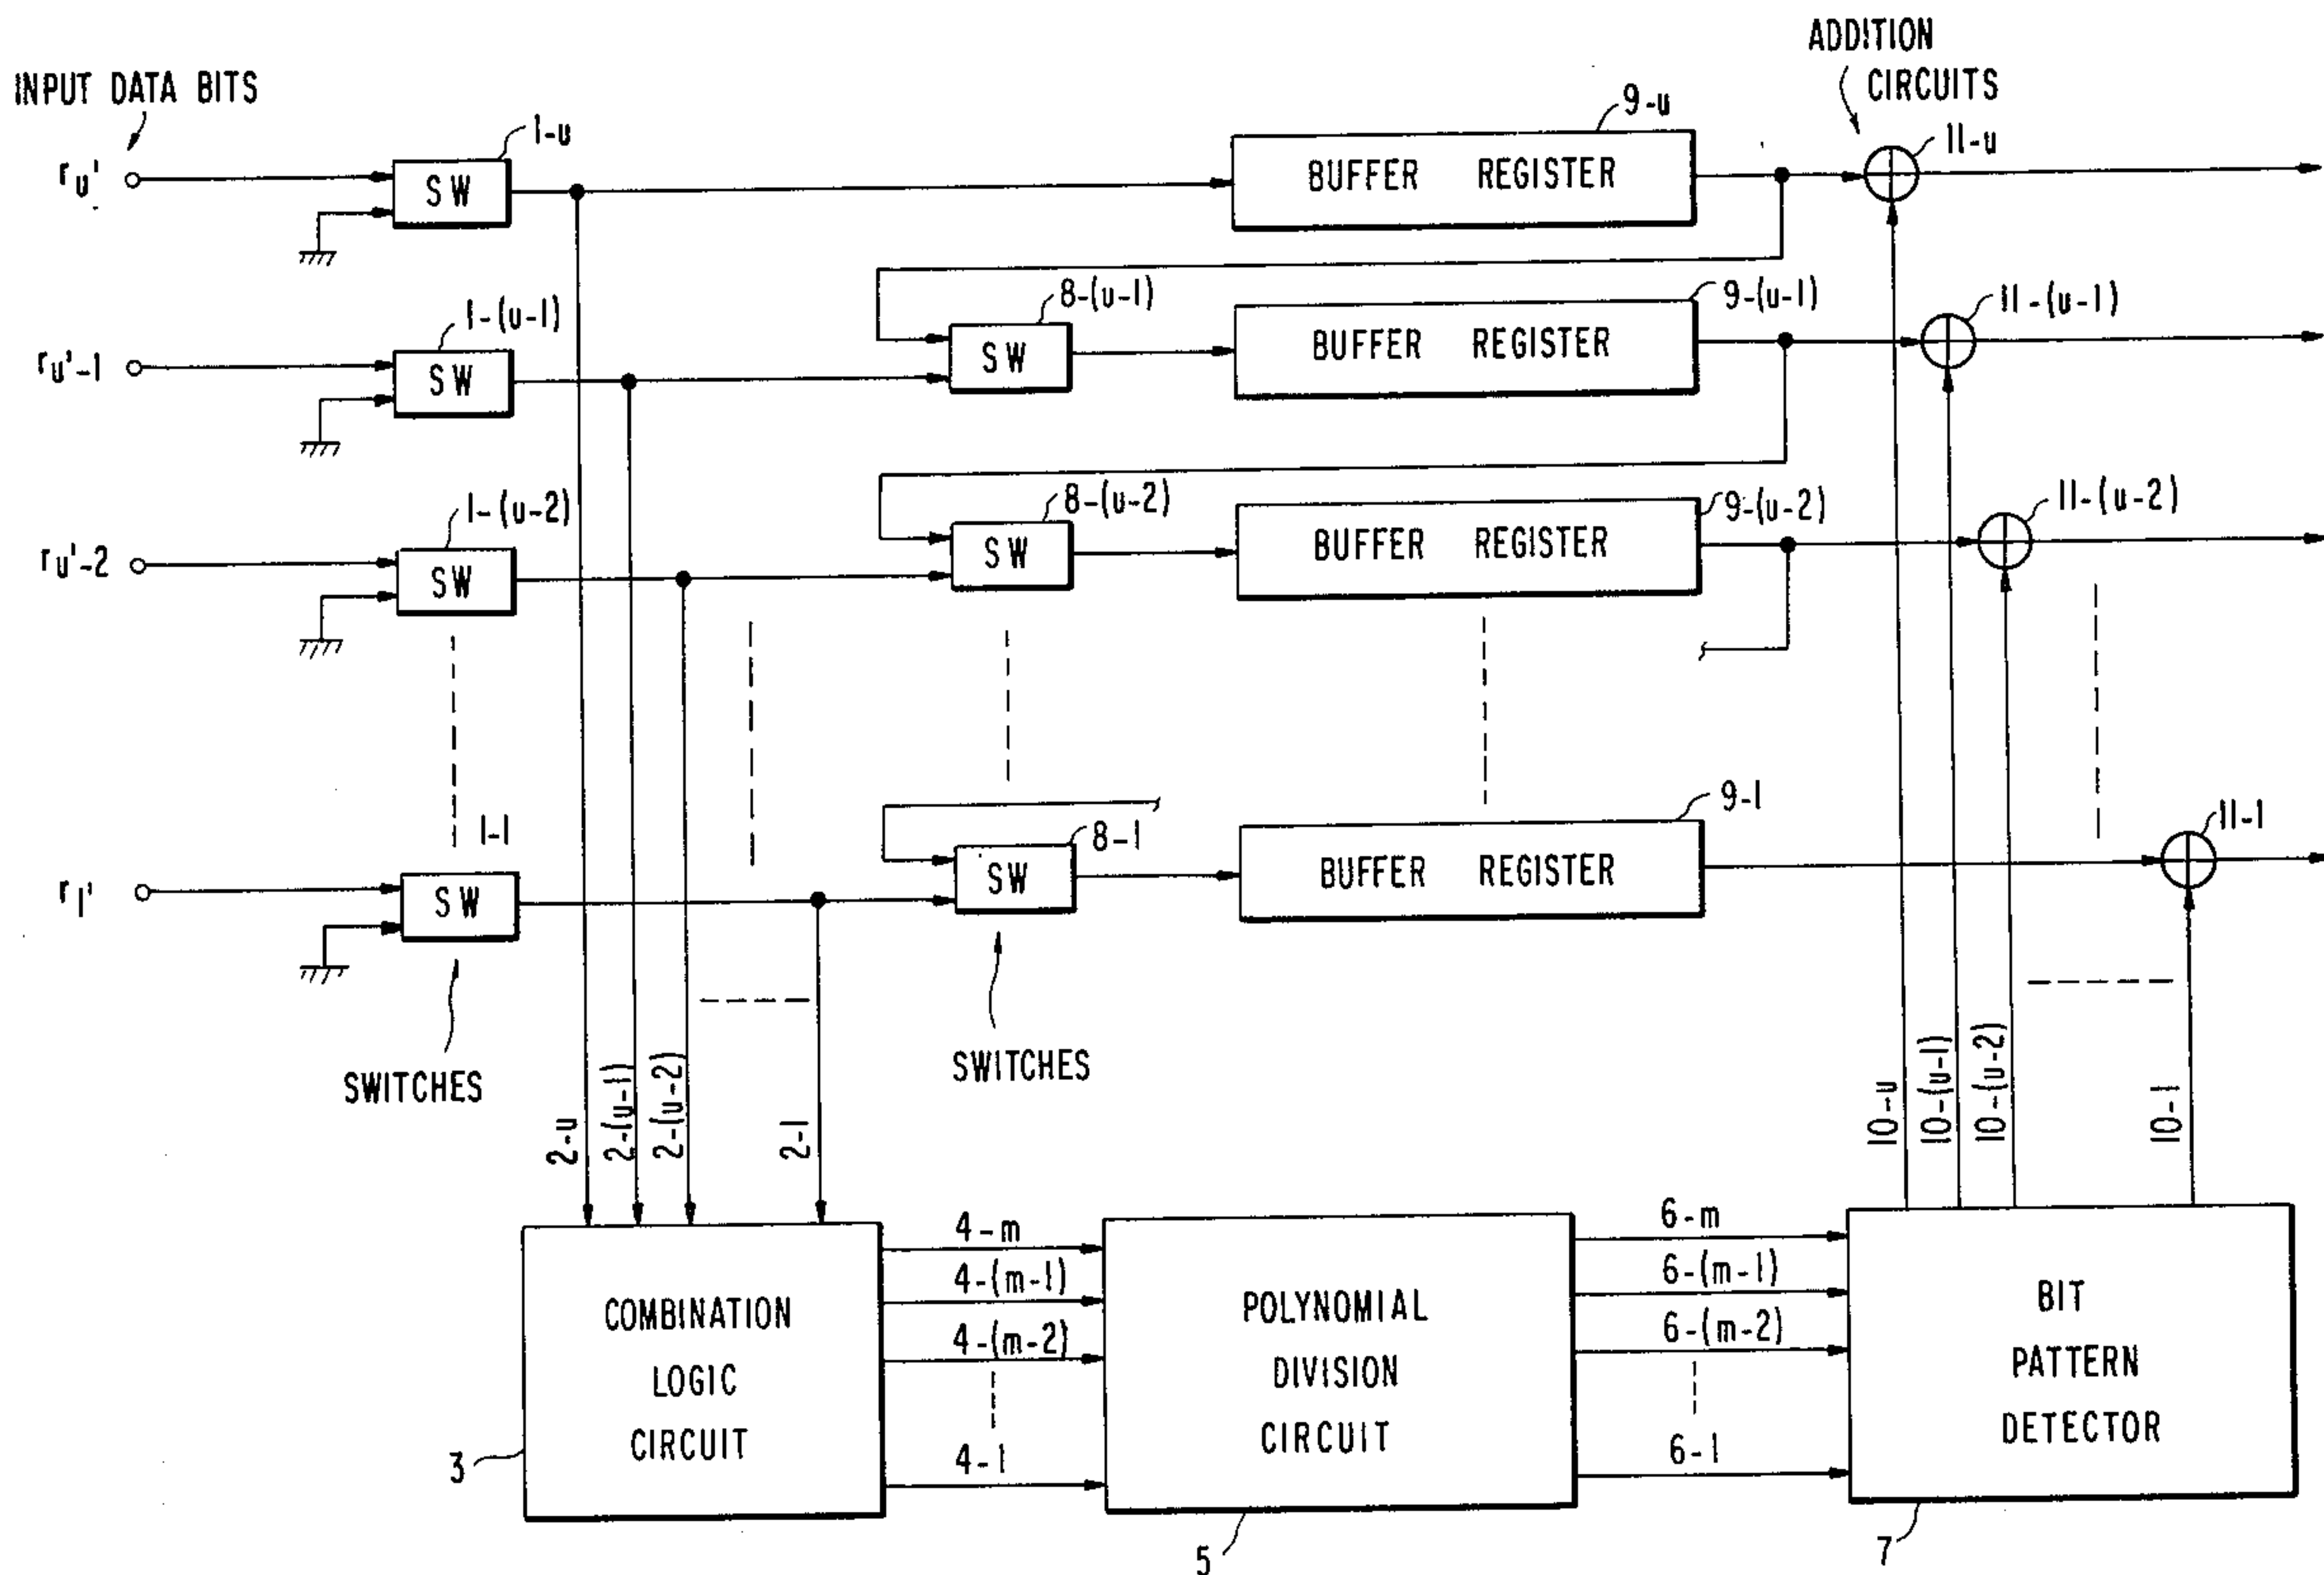 ADDITION
CIRCUITS
INPUT DATA BITS
ru'
SW
1-u
BUFFER REGISTER
9-u
11-u
ru'-1
SW
1-(u-1)
SW
8-(u-1)
BUFFER REGISTER
9-(u-1)
11-(u-1)
ru'-2
SW
1-(u-2)
SW
8-(u-2)
BUFFER REGISTER
9-(u-2)
11-(u-2)
r1'
SW
1-1
SW
8-1
BUFFER REGISTER
9-1
11-1
SWITCHES
SWITCHES
2-u
2-(u-1)
2-(u-2)
2-1
10-u
10-(u-1)
10-(u-2)
10-1
COMBINATION
LOGIC
CIRCUIT
3
4-m
4-(m-1)
4-(m-2)
4-1
POLYNOMIAL
DIVISION
CIRCUIT
5
6-m
6-(m-1)
6-(m-2)
6-1
BIT
PATTERN
DETECTOR
7